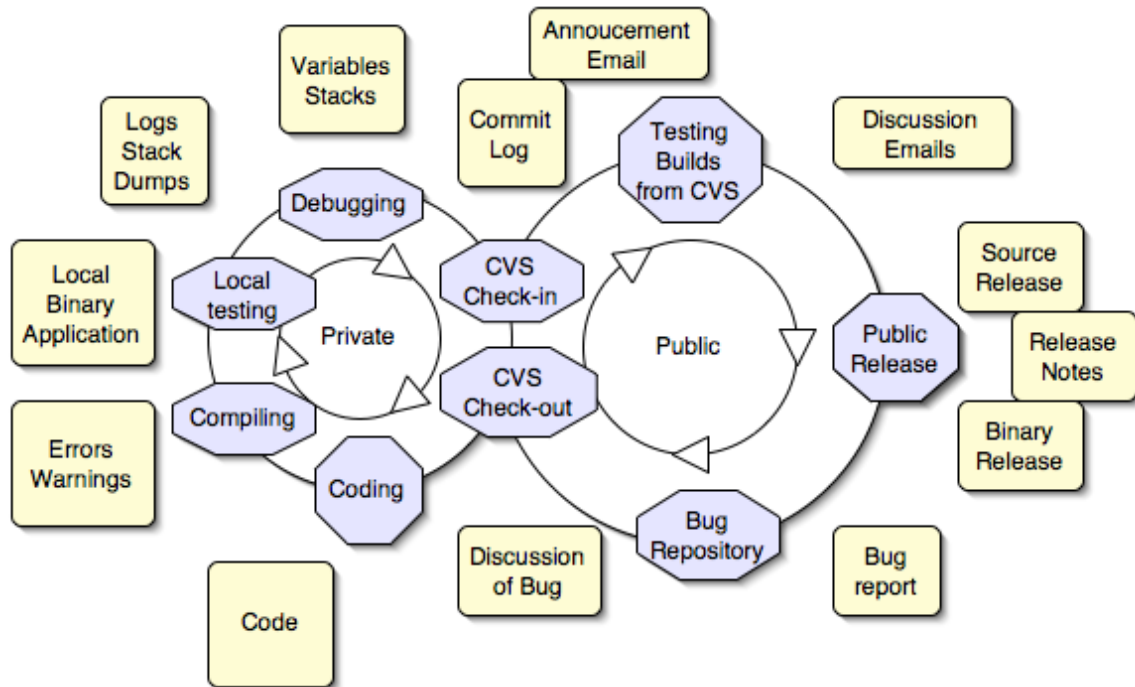 Annoucement
Email
Variables
Stacks
Commit
Log
Testing
Builds
from CVS
Discussion
Emails
Logs
Stack
Dumps
Debugging
Local
Binary
Application
Local
testing
CVS
Check-in
Source
Release
Private
Public
Public
Release
Release
Notes
CVS
Check-out
Compiling
Errors
Warnings
Coding
Binary
Release
Bug
Repository
Discussion
of Bug
Bug
report
Code